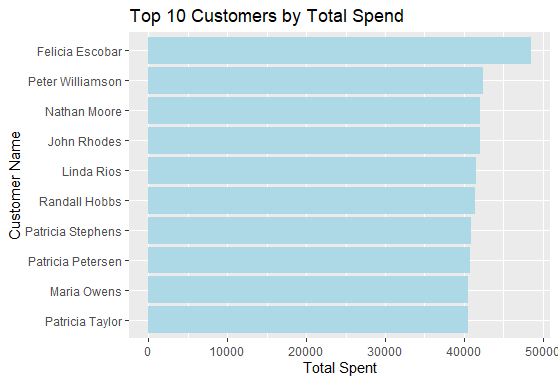 Top 10 Customers by Total Spend
Customer Name
Felicia Escobar
Peter Williamson
Nathan Moore
John Rhodes
Linda Rios
Randall Hobbs
Patricia Stephens
Patricia Petersen
Maria Owens
Patricia Taylor
0 10000 20000 30000 40000 50000
Total Spent